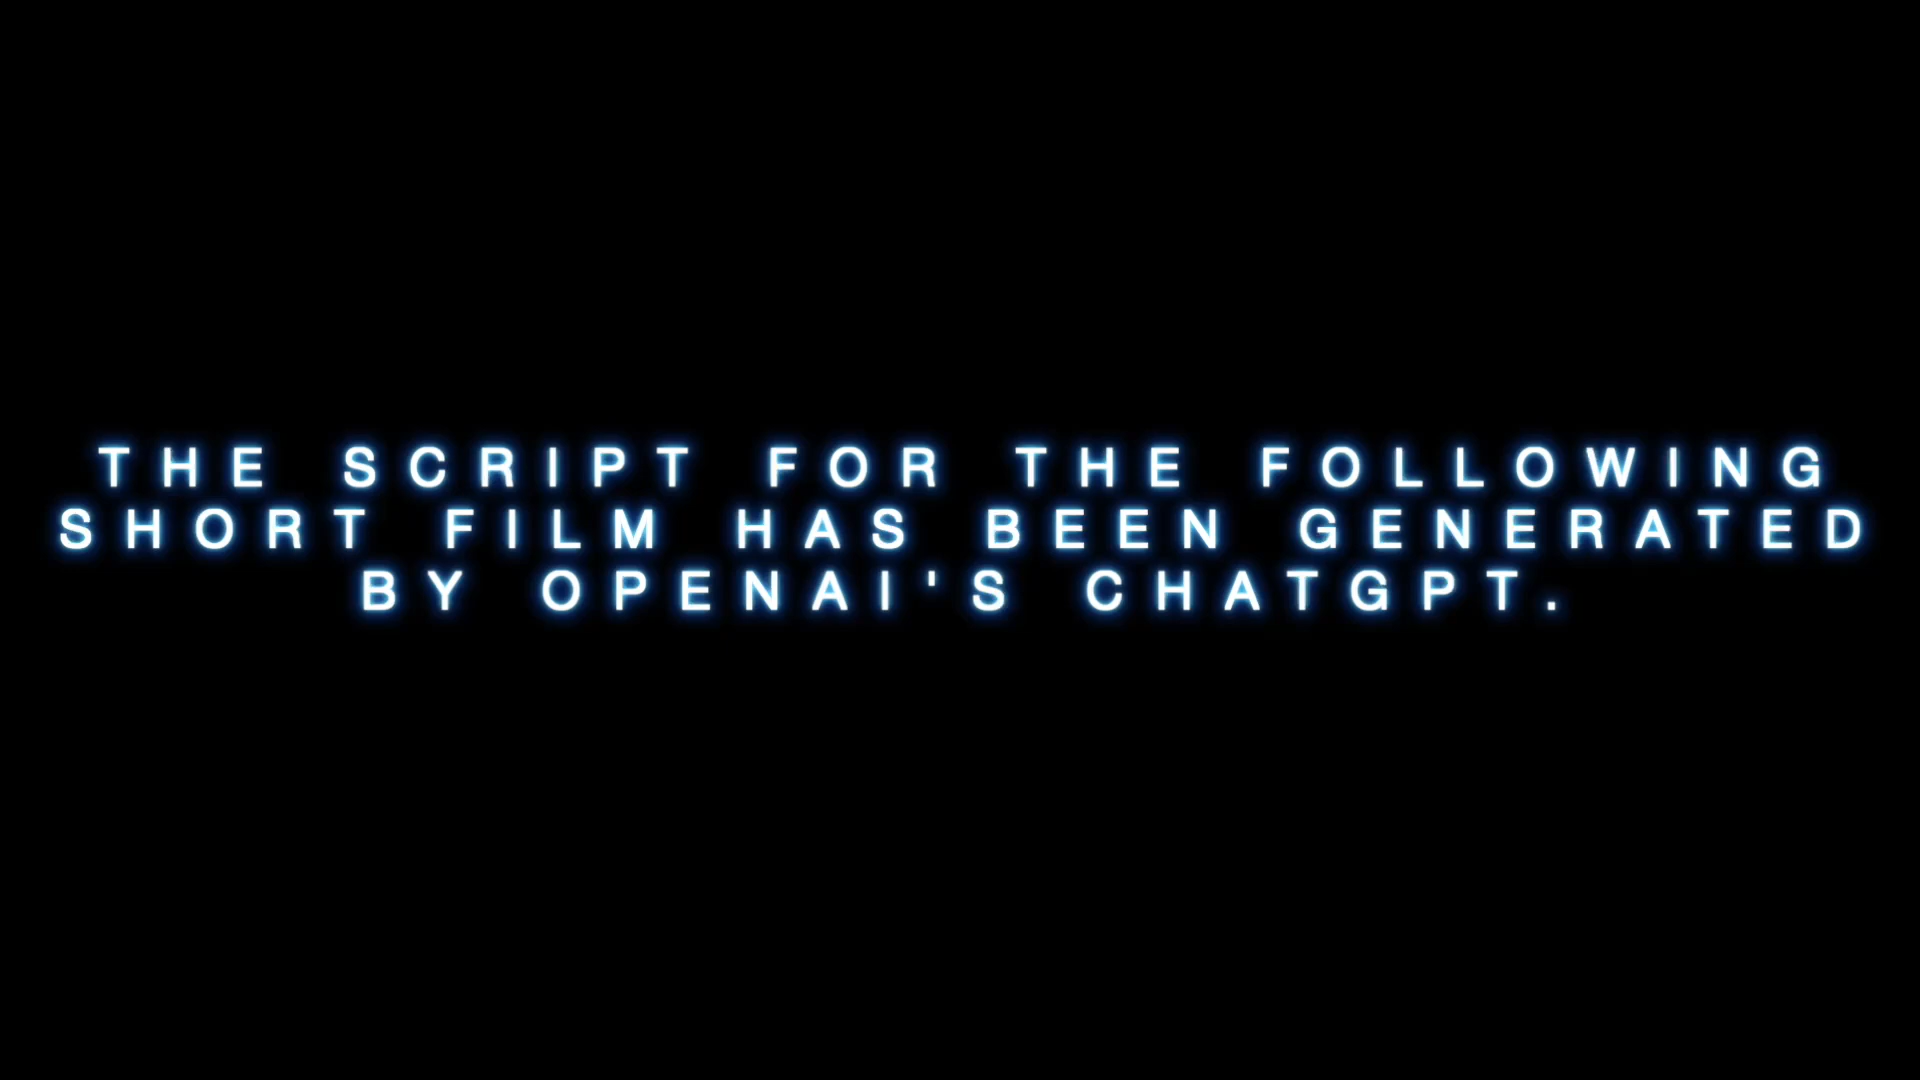 THE SCRIPT FOR THE FOLLOWING
SHORT FILM HAS BEEN GENERATED
BY OPENAI'S CHATGPT.